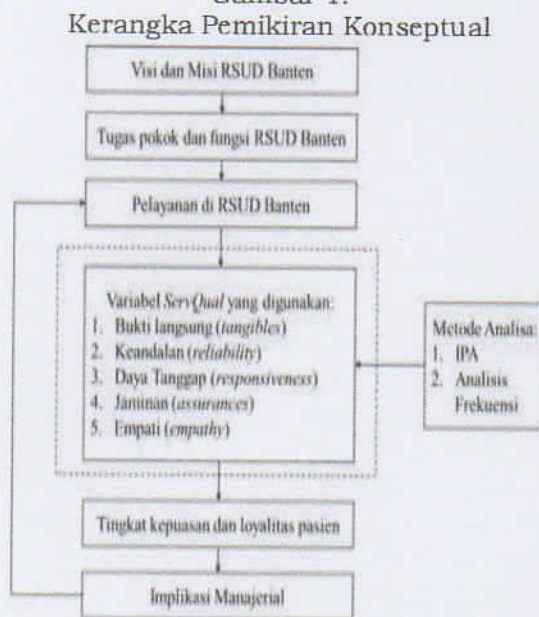 Gambar 1.
Kerangka Pemikiran Konseptual
Visi dan Misi RSUD Banten
Tugas pokok dan fungsi RSUD Banten
Pelayanan di RSUD Banten
Variabel ServQual yang digunakan:
1. Bukti langsung (tangibles)
2. Keandalan (reliability)
3. Daya Tanggap (responsiveness)
4. Jaminan (assurances)
5. Empati (empathy)
Metode Analisa:
1. IPA
2. Analisis
Frekuensi
Tingkat kepuasan dan loyalitas pasien
Implikasi Manajerial